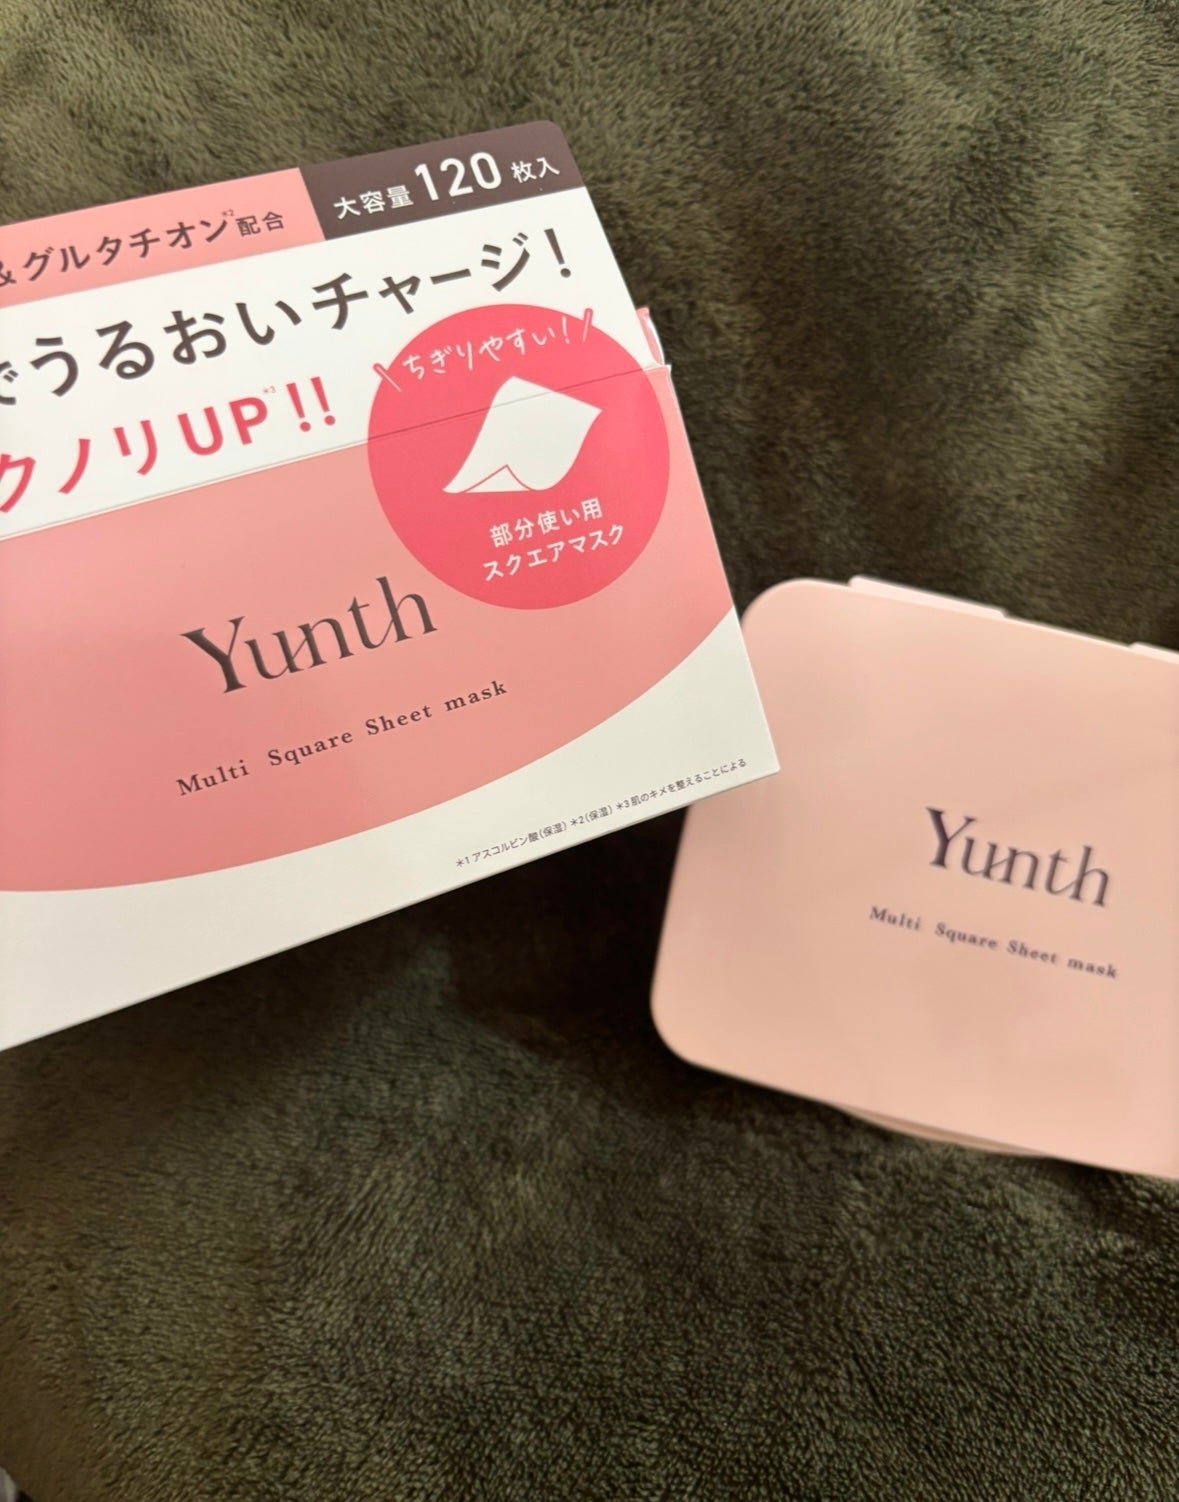 大容量120枚入
&グルタチオン*2配合
でうるおいチャージ!
クノリUP*3!!
\ちぎりやすい!/
部分使い用
スクエアマスク
Yunth
Multi Square Sheet mask
*1アスコルビン酸(保湿) *2(保湿) *3肌のキメを整えることによる
Yunth
Multi Square Sheet mask